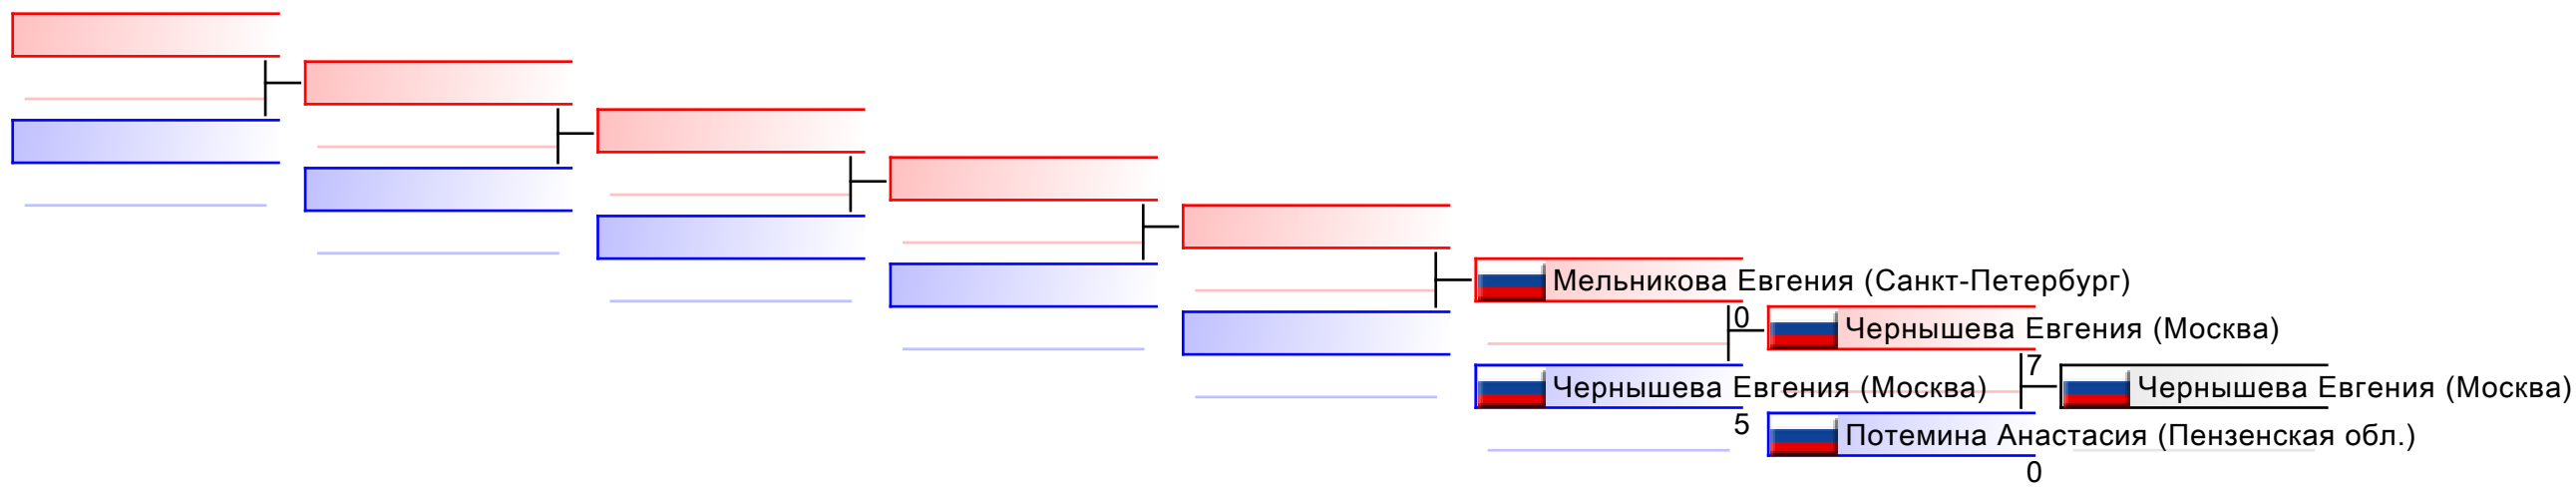 Мельникова Евгения (Санкт-Петербург)
0
Чернышева Евгения (Москва)
5
Чернышева Евгения (Москва)
7
Потемина Анастасия (Пензенская обл.)
0
Чернышева Евгения (Москва)